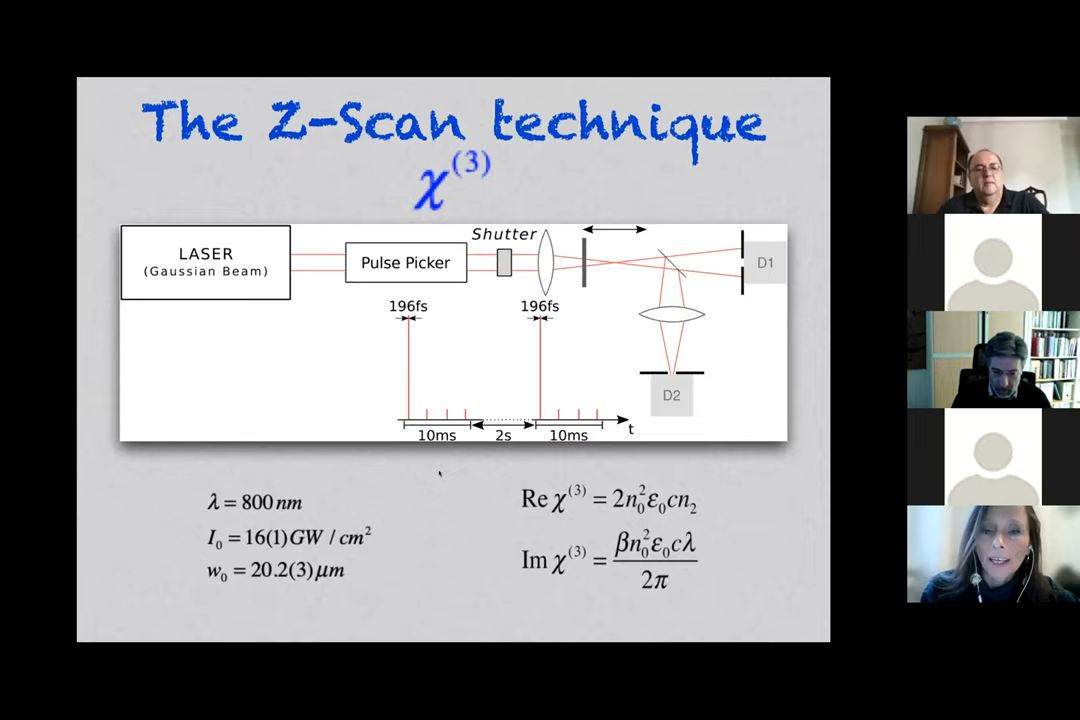 The Z-Scan technique
χ^(3)
LASER
(Gaussian Beam)
Pulse Picker
Shutter
D1
196fs
196fs
D2
10ms
2s
10ms
t
λ = 800 nm
I₀ = 16(1) GW / cm²
w₀ = 20.2(3) μm
Re χ^(3) = 2n₀²ε₀cn₂
Im χ^(3) = βn₀²ε₀cλ / 2π